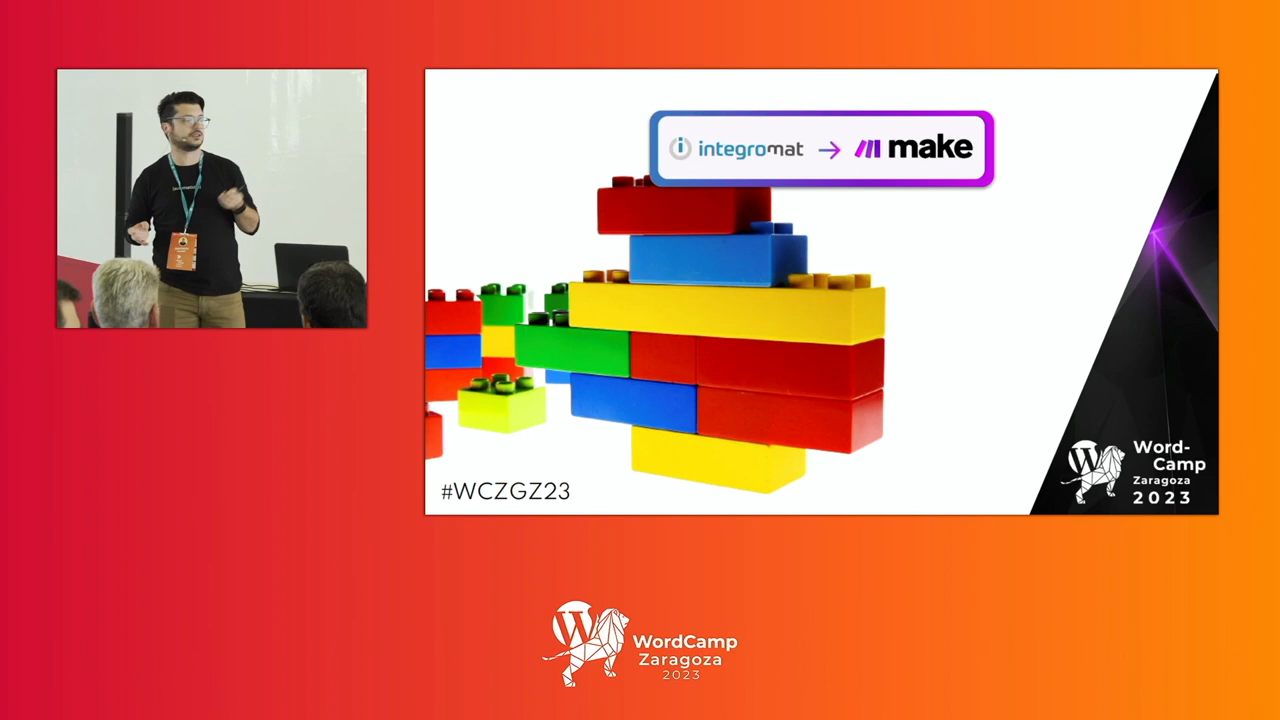 integromat → make
#WCZGZ23
Word-
Camp
Zaragoza
2023
WordCamp
Zaragoza
2023